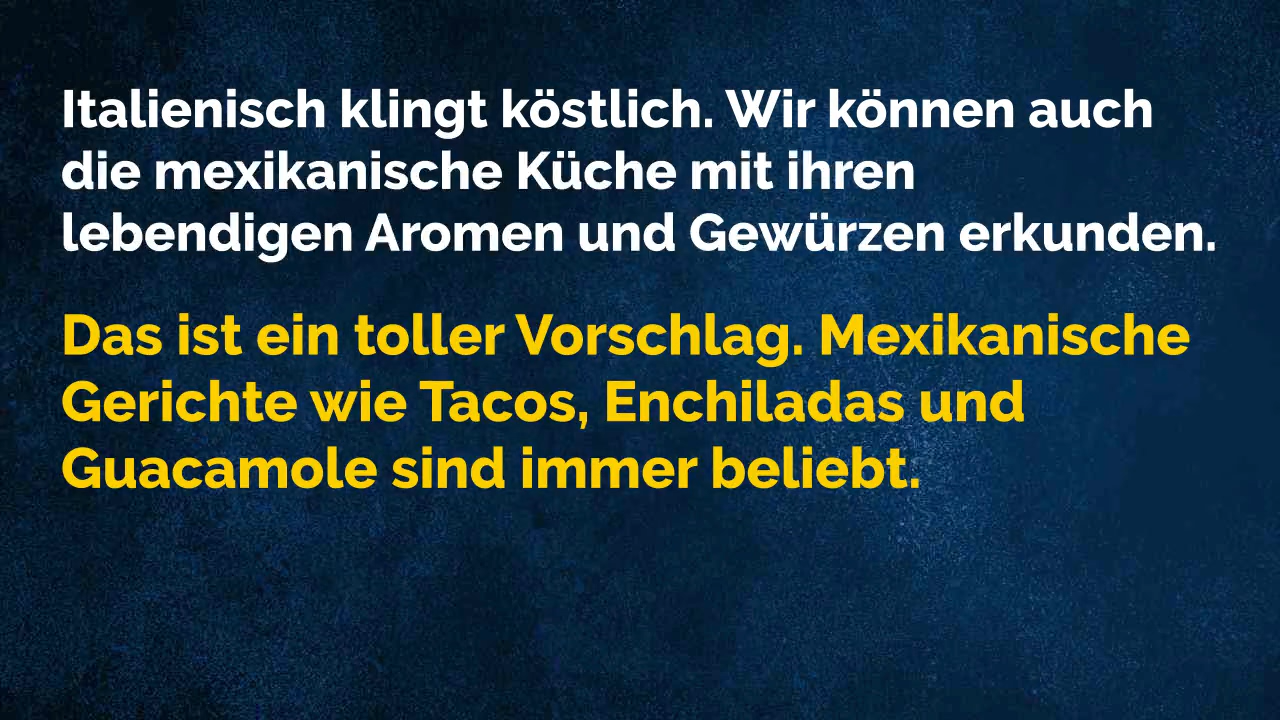 Italienisch klingt köstlich. Wir können auch
die mexikanische Küche mit ihren
lebendigen Aromen und Gewürzen erkunden.
Das ist ein toller Vorschlag. Mexikanische
Gerichte wie Tacos, Enchiladas und
Guacamole sind immer beliebt.